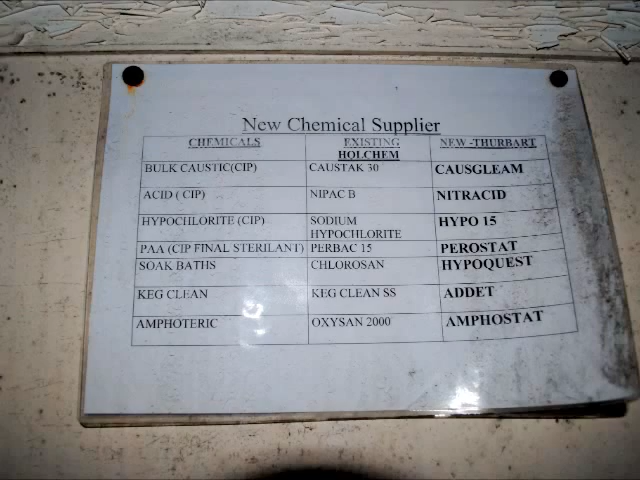 New Chemical Supplier
CHEMICALS EXISTING NEW -THURBART
HOLCHEM
BULK CAUSTIC(CIP) CAUSTAK 30 CAUSGLEAM
ACID ( CIP) NIPAC B NITRACID
HYPOCHLORITE (CIP) SODIUM HYPO 15
HYPOCHLORITE
PAA (CIP FINAL STERILANT) PERBAC 15 PEROSTAT
SOAK BATHS CHLOROSAN HYPOQUEST
KEG CLEAN KEG CLEAN SS ADDET
AMPHOTERIC OXYSAN 2000 AMPHOSTAT